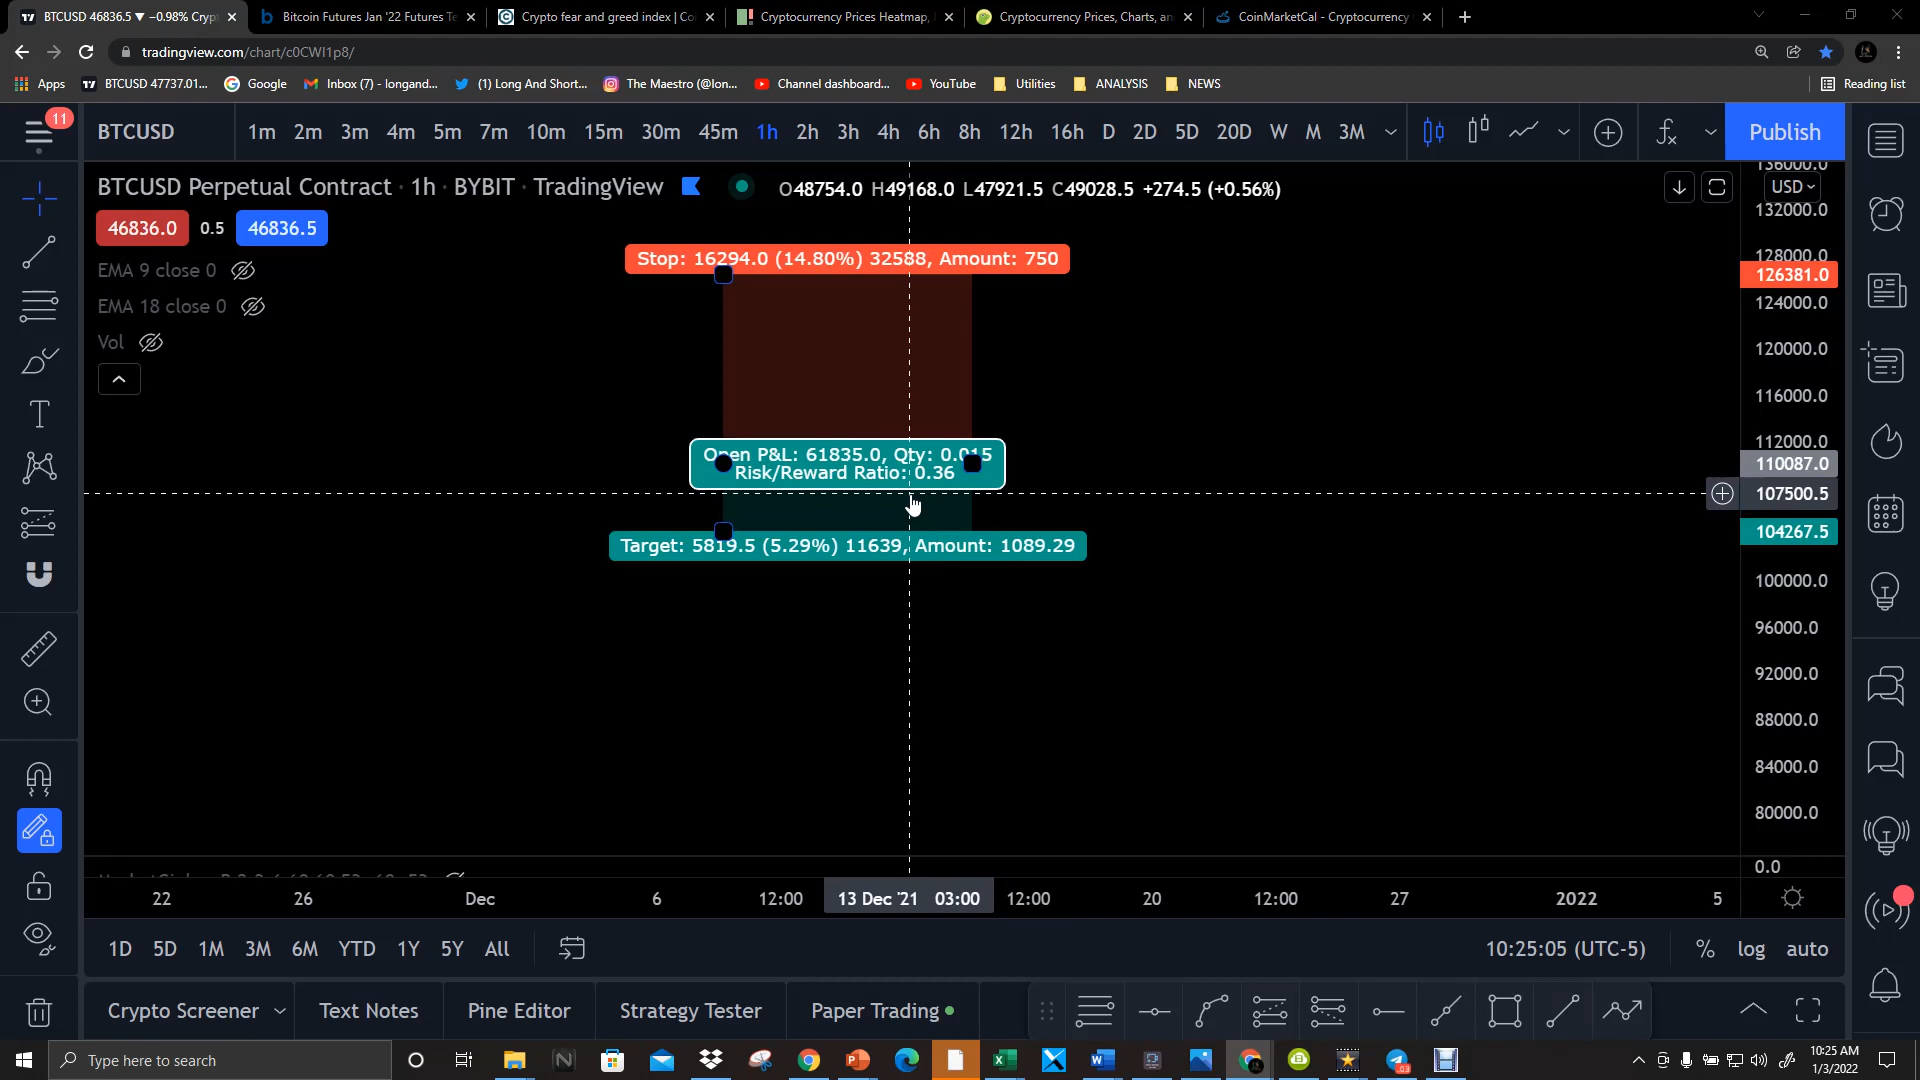 BTCUSD 46836.5 ▼ −0.98% Cryp
Bitcoin Futures Jan '22 Futures Te
Crypto fear and greed index | Co
Cryptocurrency Prices Heatmap,
Cryptocurrency Prices, Charts, an
CoinMarketCal - Cryptocurrency
tradingview.com/chart/c0CWI1p8/
Apps
BTCUSD 47737.01...
Google
Inbox (7) - longand...
(1) Long And Short...
The Maestro (@lon...
Channel dashboard...
YouTube
Utilities
ANALYSIS
NEWS
Reading list
11
BTCUSD
1m 2m 3m 4m 5m 7m 10m 15m 30m 45m 1h 2h 3h 4h 6h 8h 12h 16h D 2D 5D 20D W M 3M
Publish
BTCUSD Perpetual Contract · 1h · BYBIT · TradingView
O48754.0 H49168.0 L47921.5 C49028.5 +274.5 (+0.56%)
USD
46836.0 0.5 46836.5
EMA 9 close 0
EMA 18 close 0
Vol
Stop: 16294.0 (14.80%) 32588, Amount: 750
Open P&L: 61835.0, Qty: 0.015
Risk/Reward Ratio: 0.36
Target: 5819.5 (5.29%) 11639, Amount: 1089.29
136000.0
132000.0
128000.0
126381.0
124000.0
120000.0
116000.0
112000.0
110087.0
107500.5
104267.5
100000.0
96000.0
92000.0
88000.0
84000.0
80000.0
0.0
22 26 Dec 6 12:00 13 Dec '21 03:00 12:00 20 12:00 27 2022 5
1D 5D 1M 3M 6M YTD 1Y 5Y All
10:25:05 (UTC-5)
% log auto
Crypto Screener
Text Notes
Pine Editor
Strategy Tester
Paper Trading
Type here to search
10:25 AM
1/3/2022